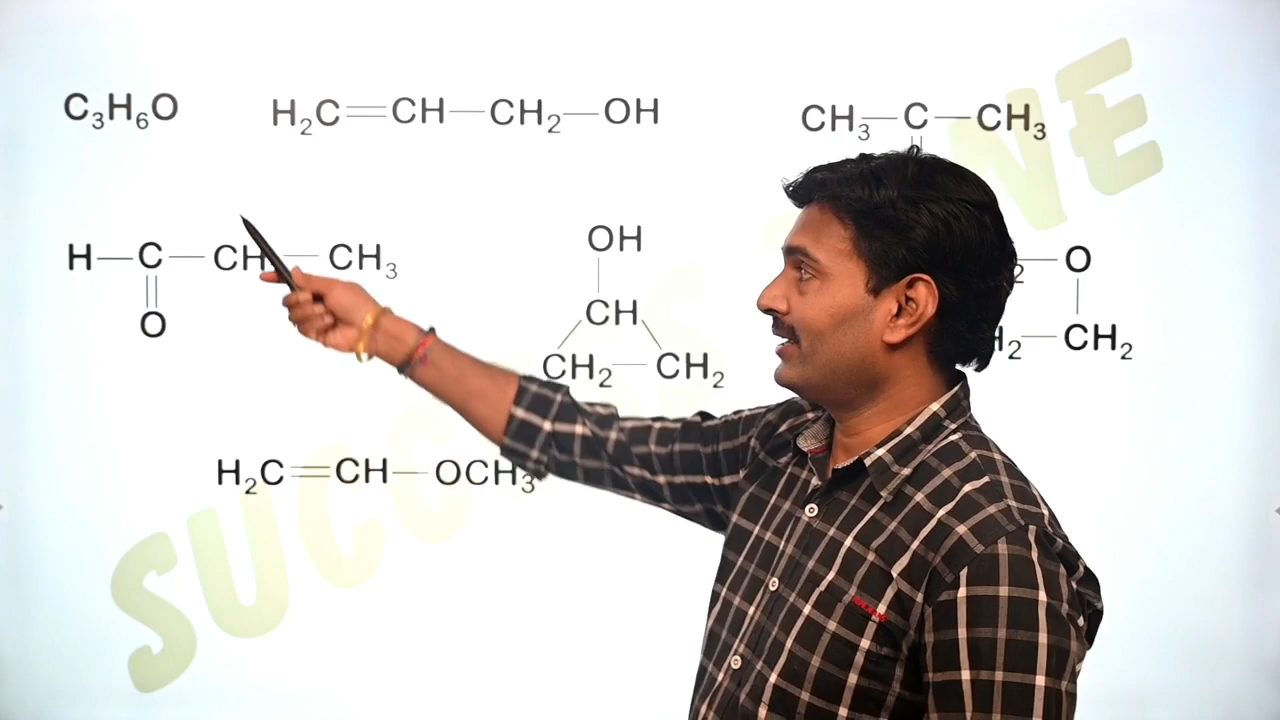 C₃H₆O
H₂C=CH—CH₂—OH
CH₃—C—CH₃
H—C—CH—CH₃
O
OH
CH
CH₂—CH₂
O
CH₂
H₂C=CH—OCH₃